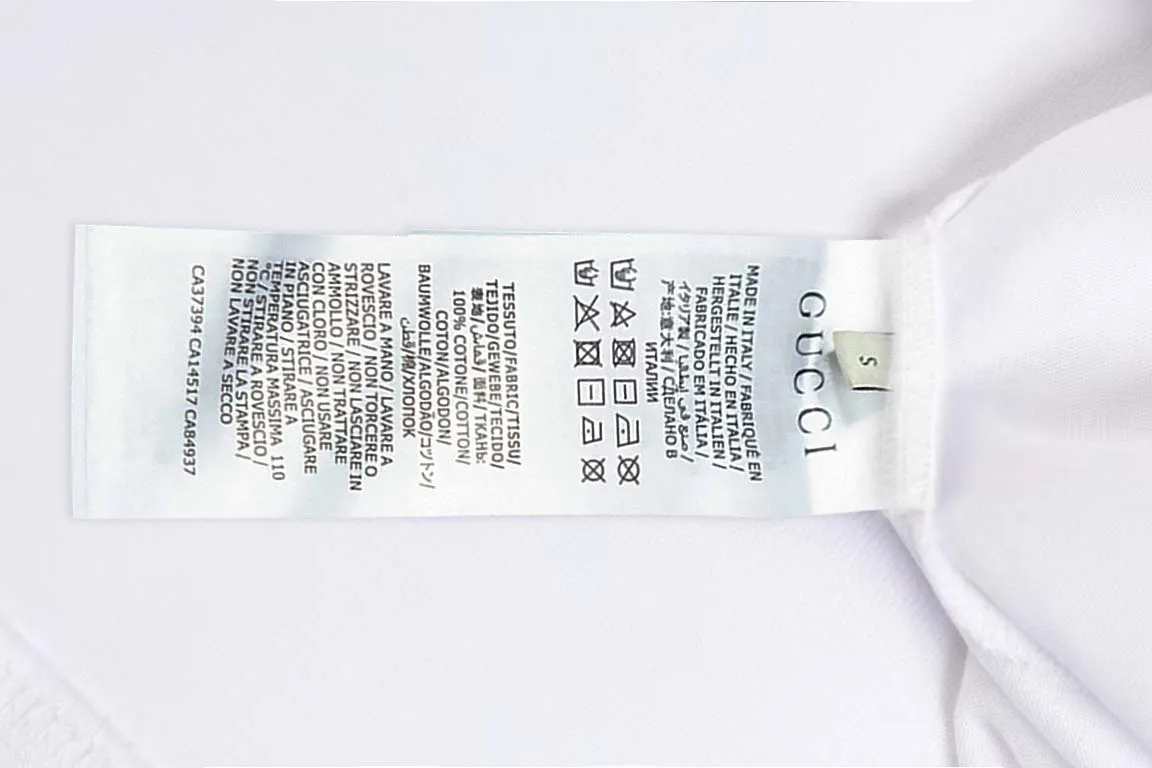 GUCCI
S
MADE IN ITALY / FABRIQUÉ EN
ITALIE / HECHO EN ITALIA /
HERGESTELLT IN ITALIEN /
FABRICADO EM ITÁLIA /
イタリア製 / صنع في إيطاليا /
产地:意大利 / СДЕЛАНО В
ИТАЛИИ
TESSUTO/FABRIC/TISSU/
TEJIDO/GEWEBE/TECIDO/
表地/قماش/面料/ТКАНЬ:
100% COTONE/COTTON/
COTON/ALGODON/
BAUMWOLLE/ALGODÃO/コットン/
قطن/棉/ХЛОПОК
LAVARE A MANO / LAVARE A
ROVESCIO / NON TORCERE O
STRIZZARE / NON LASCIARE IN
AMMOLLO / NON TRATTARE
CON CLORO / NON USARE
ASCIUGATRICE / ASCIUGARE
IN PIANO / STIRARE A
TEMPERATURA MASSIMA 110
°C / STIRARE A ROVESCIO /
NON STIRARE LA STAMPA /
NON LAVARE A SECCO
CA37394 CA14517 CA84937